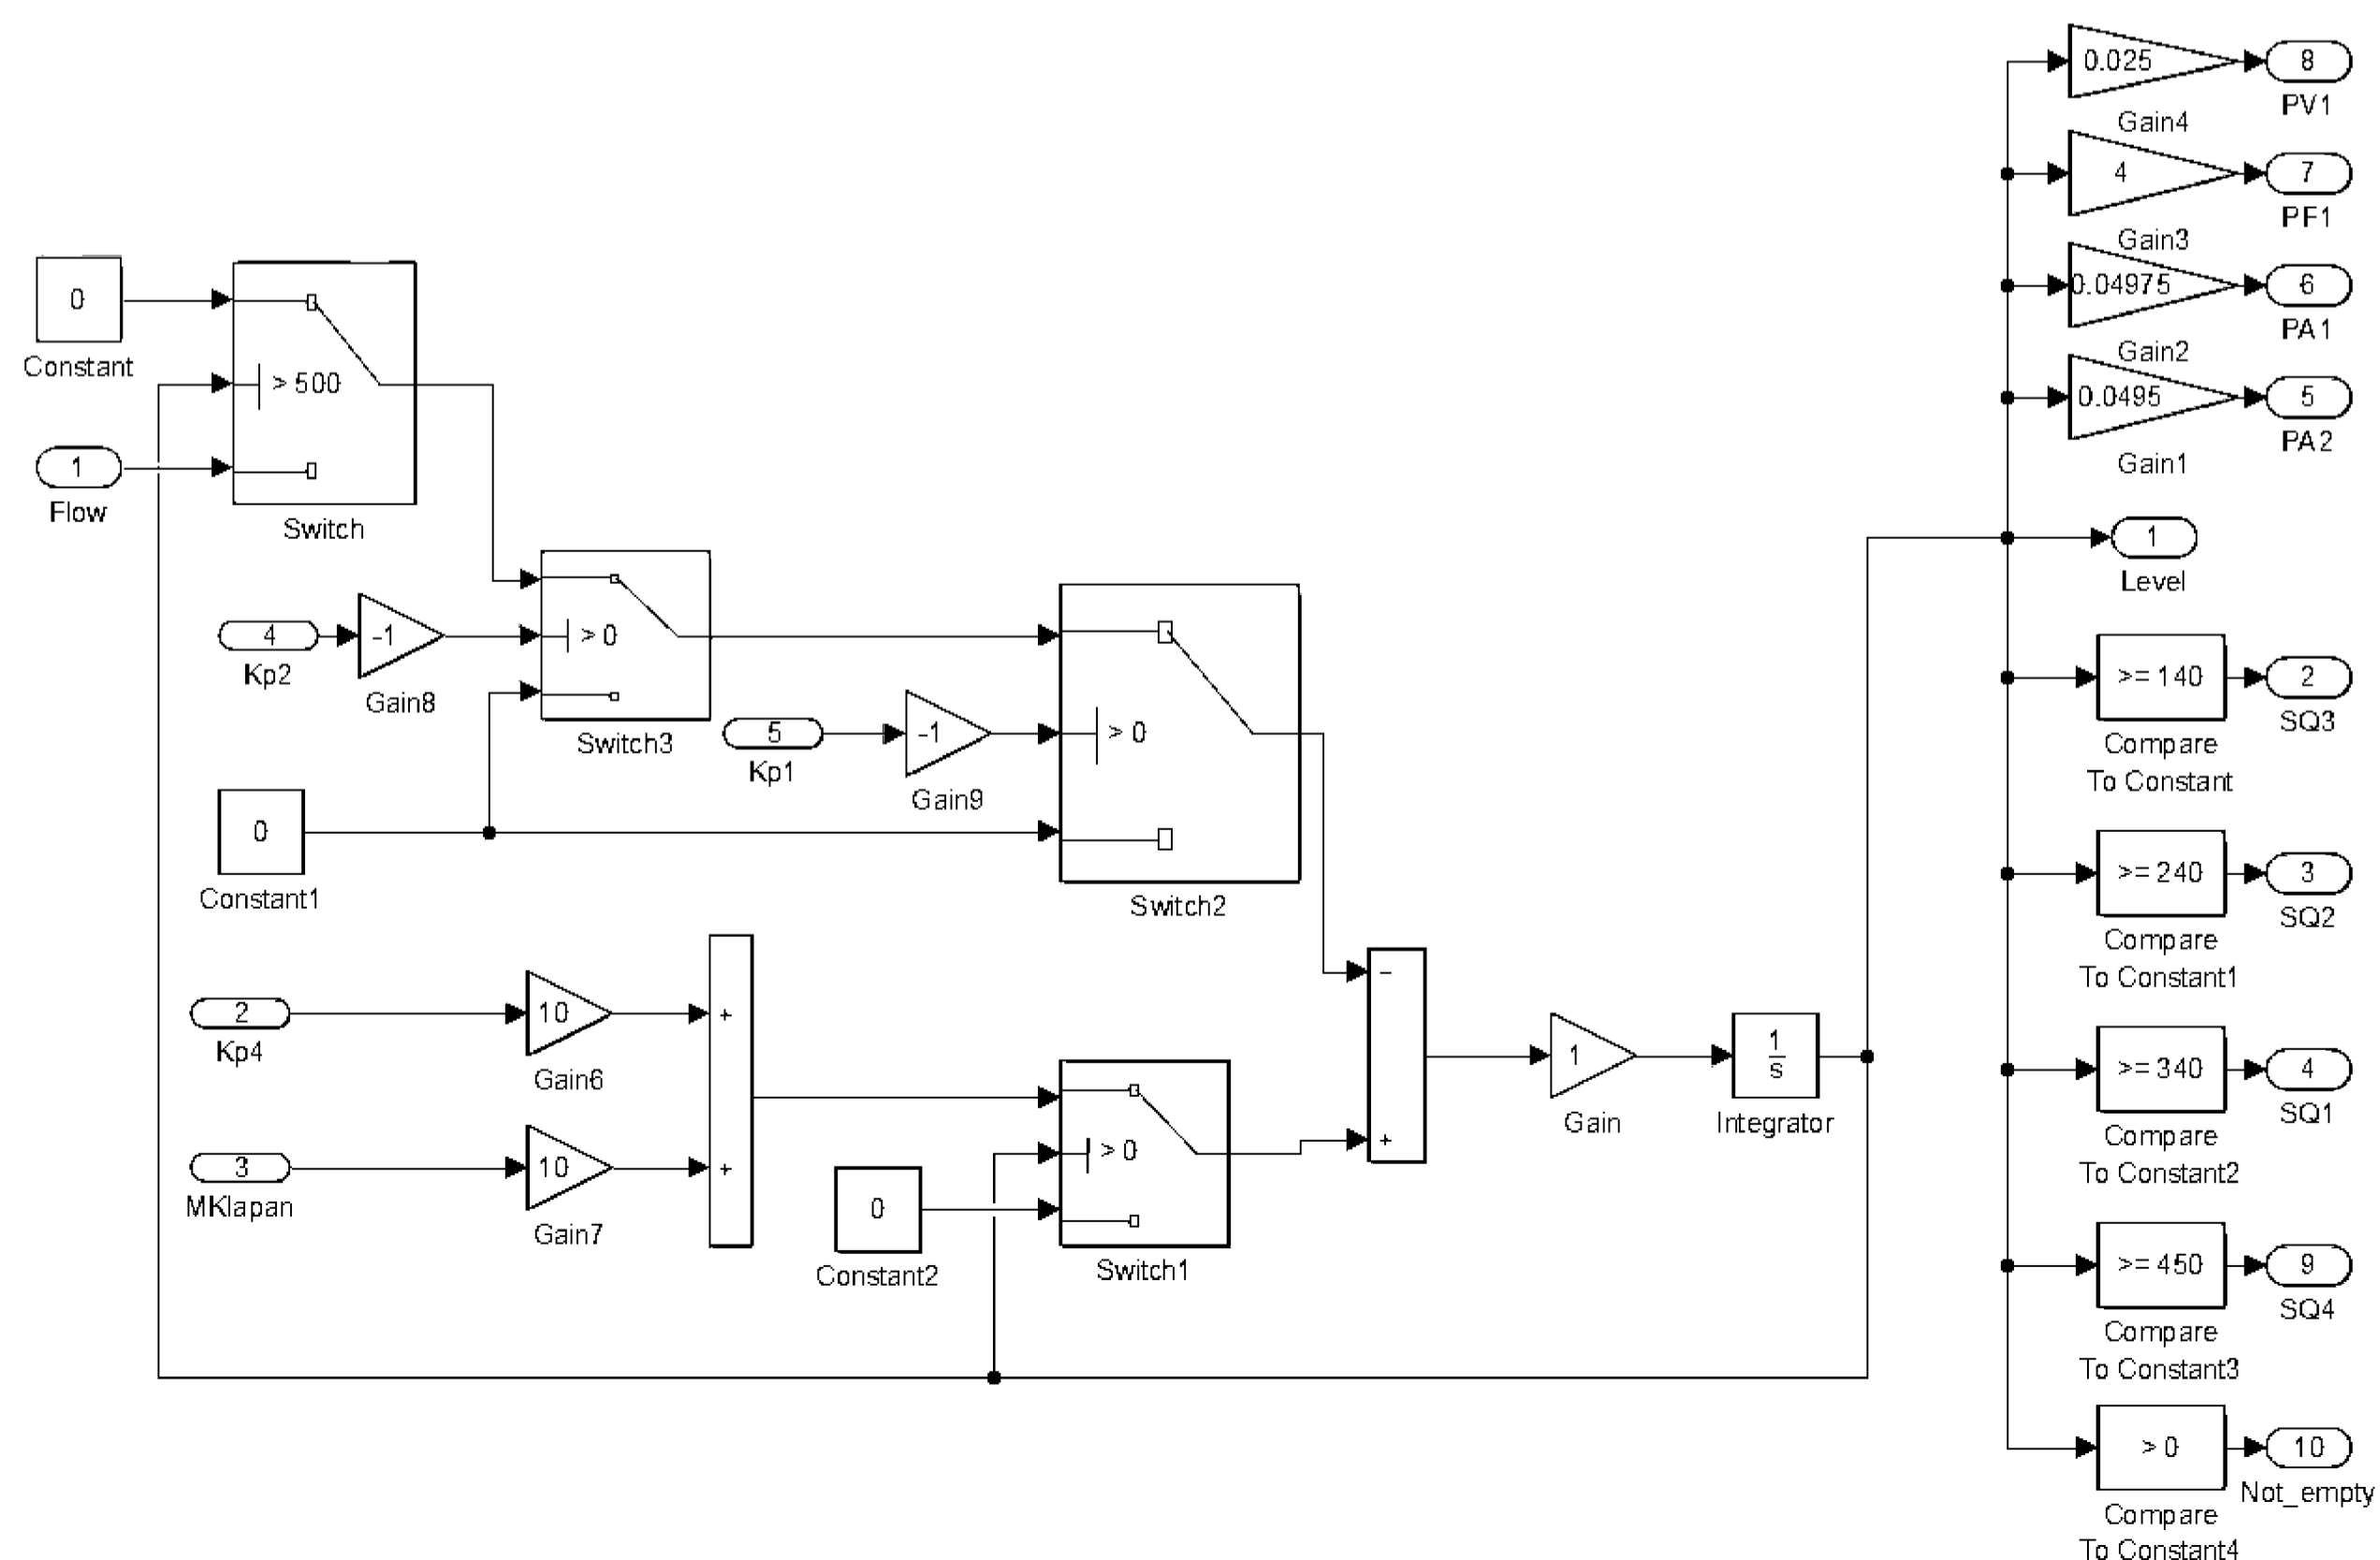 0.025
8
PV1
Gain4
4
7
PF1
Gain3
0.04975
6
PA1
Gain2
0.0495
5
PA2
Gain1
0
Constant
> 500
1
Flow
Switch
1
Level
4
Kp2
-1
Gain8
> 0
Switch3
5
Kp1
-1
Gain9
> 0
Switch2
0
Constant1
>= 140
2
SQ3
Compare
To Constant
>= 240
3
SQ2
Compare
To Constant1
2
Kp4
10
Gain6
+
3
MKlapan
10
Gain7
+
0
Constant2
> 0
Switch1
−
+
1
Gain
1
s
Integrator
>= 340
4
SQ1
Compare
To Constant2
>= 450
9
SQ4
Compare
To Constant3
> 0
10
Not_empty
Compare
To Constant4